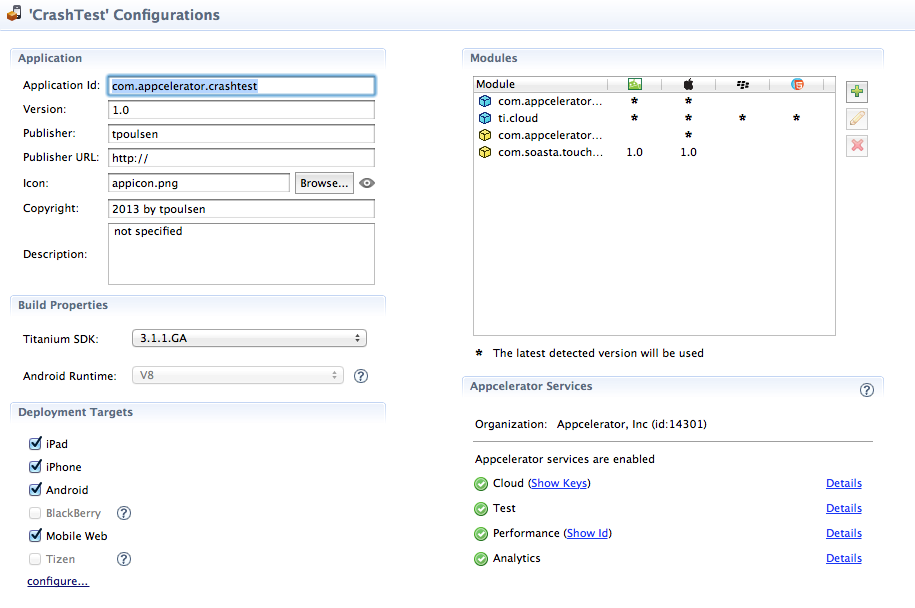 'CrashTest' Configurations
Application
Application Id: com.appcelerator.crashtest
Version: 1.0
Publisher: tpoulsen
Publisher URL: http://
Icon: appicon.png Browse...
Copyright: 2013 by tpoulsen
Description: not specified
Build Properties
Titanium SDK: 3.1.1.GA
Android Runtime: V8 ?
Deployment Targets
iPad
iPhone
Android
BlackBerry ?
Mobile Web
Tizen ?
configure...
Modules
Module
com.appcelerator... * *
ti.cloud * * * *
com.appcelerator... *
com.soasta.touch... 1.0 1.0
* The latest detected version will be used
Appcelerator Services ?
Organization: Appcelerator, Inc (id:14301)
Appcelerator services are enabled
Cloud (Show Keys) Details
Test Details
Performance (Show Id) Details
Analytics Details